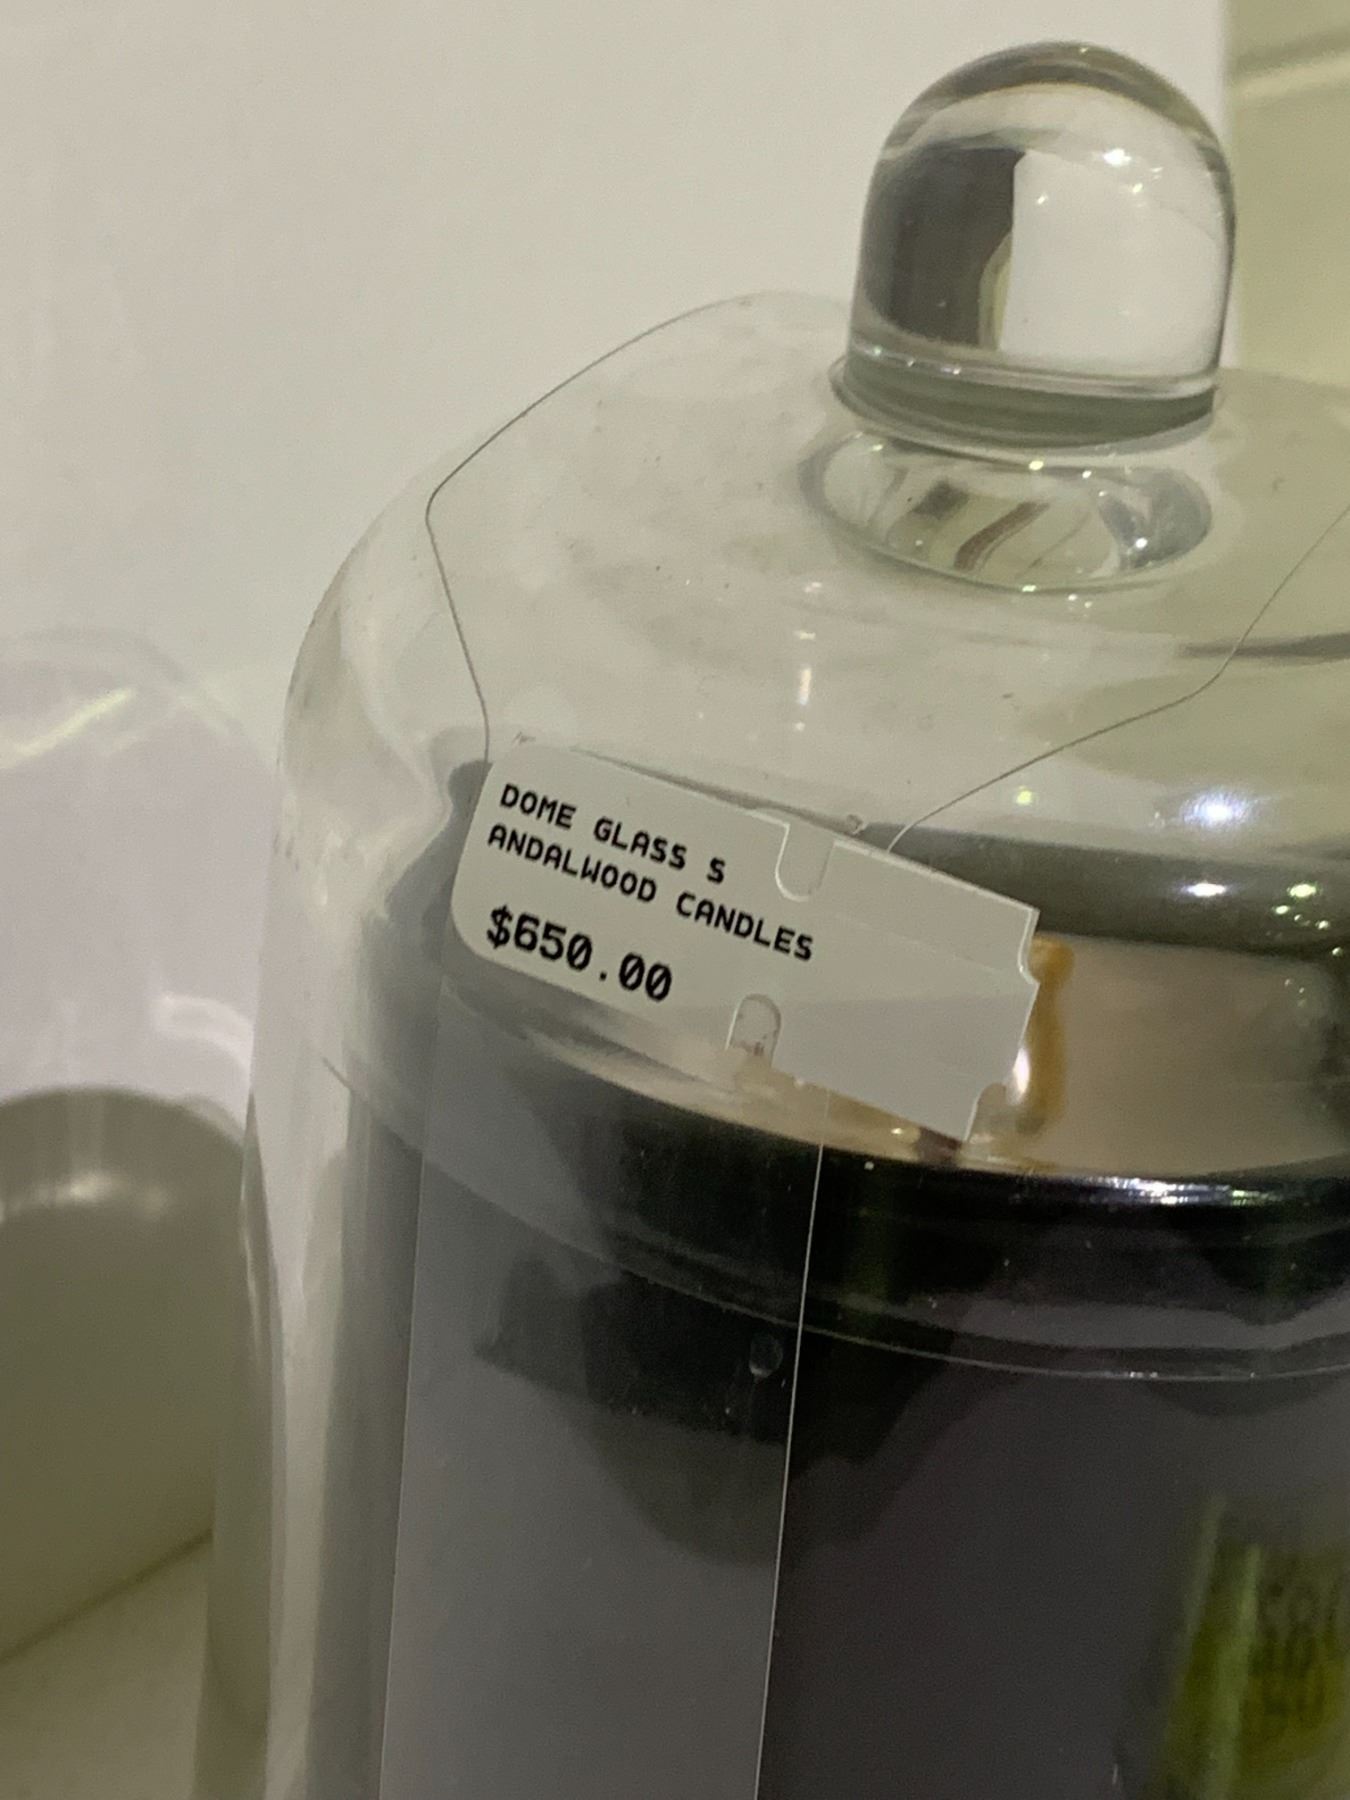 DOME GLASS S
ANDALWOOD CANDLES
$650.00